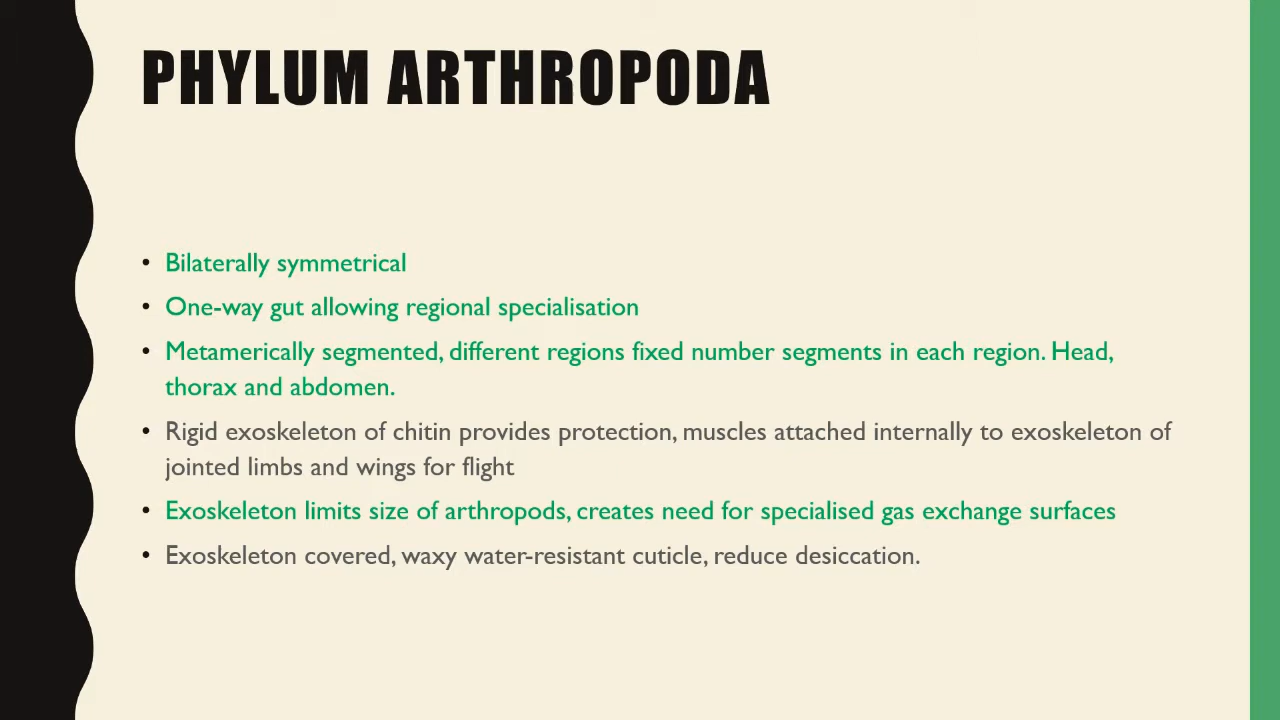 PHYLUM ARTHROPODA
• Bilaterally symmetrical
• One-way gut allowing regional specialisation
• Metamerically segmented, different regions fixed number segments in each region. Head,
thorax and abdomen.
• Rigid exoskeleton of chitin provides protection, muscles attached internally to exoskeleton of
jointed limbs and wings for flight
• Exoskeleton limits size of arthropods, creates need for specialised gas exchange surfaces
• Exoskeleton covered, waxy water-resistant cuticle, reduce desiccation.